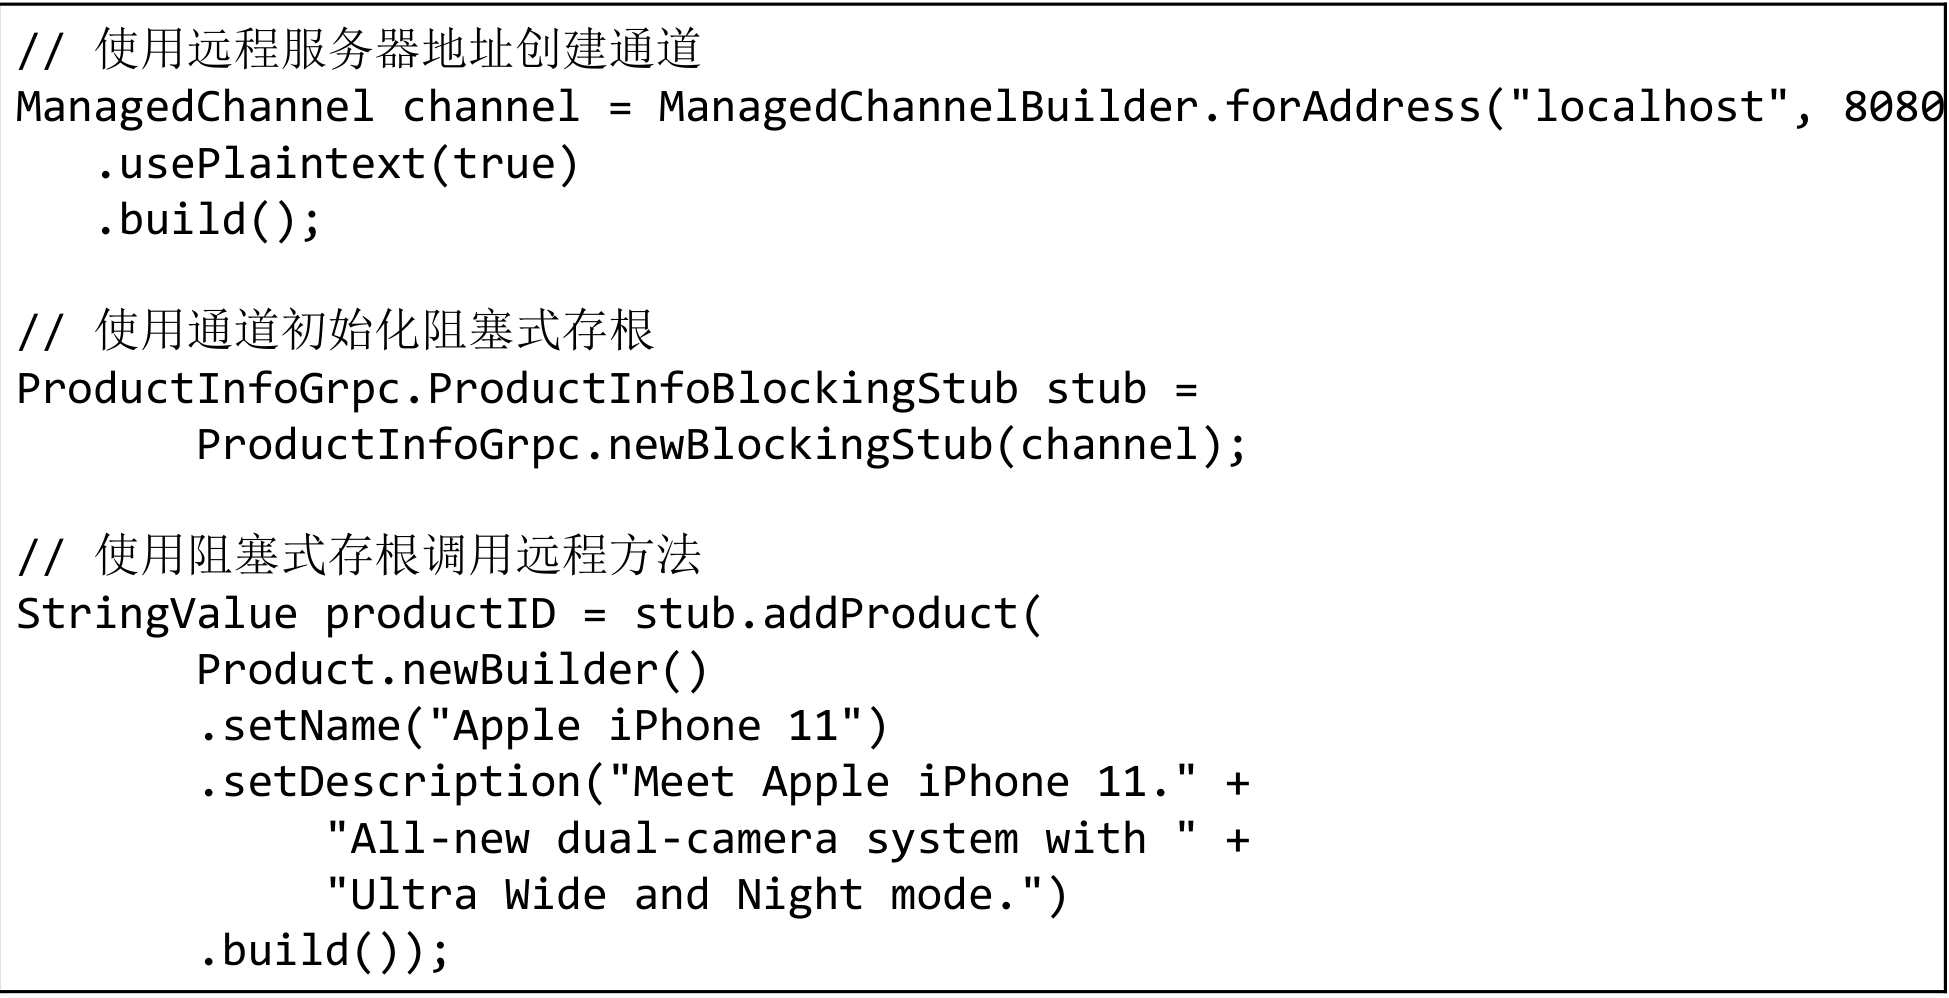 // 使用远程服务器地址创建通道
ManagedChannel channel = ManagedChannelBuilder.forAddress("localhost", 8080
   .usePlaintext(true)
   .build();

// 使用通道初始化阻塞式存根
ProductInfoGrpc.ProductInfoBlockingStub stub =
       ProductInfoGrpc.newBlockingStub(channel);

// 使用阻塞式存根调用远程方法
StringValue productID = stub.addProduct(
       Product.newBuilder()
       .setName("Apple iPhone 11")
       .setDescription("Meet Apple iPhone 11." +
            "All-new dual-camera system with " +
            "Ultra Wide and Night mode.")
       .build());